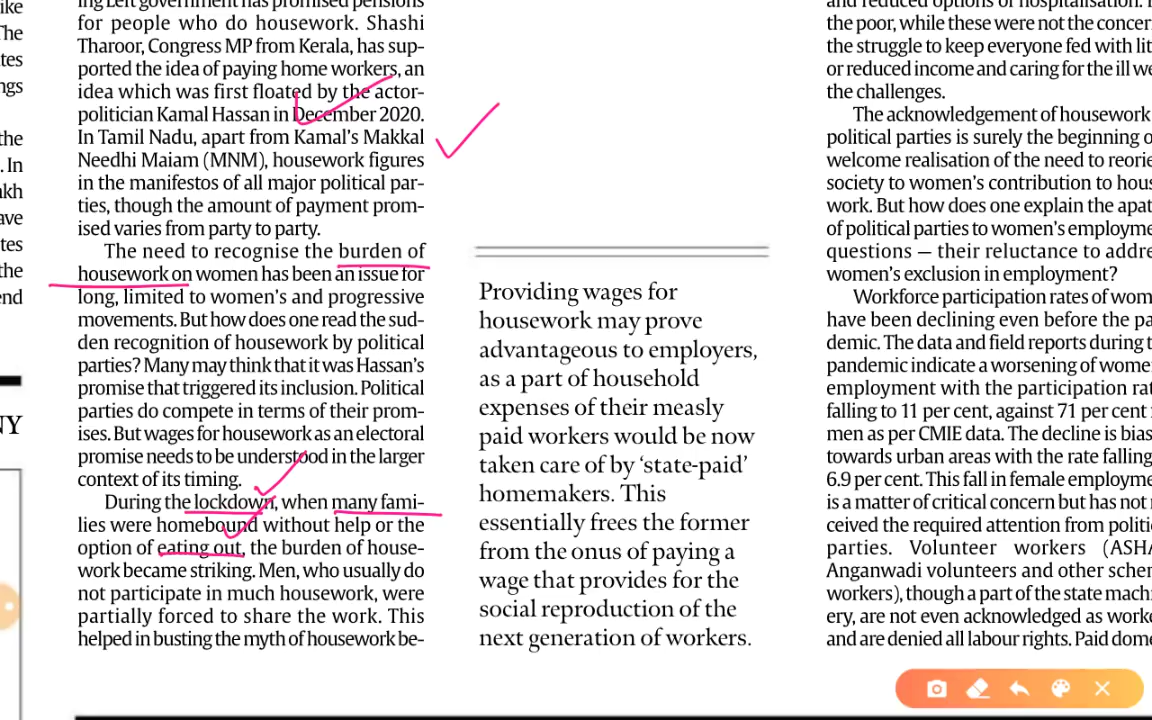 ike
The
tes
ngs
the
. In
akh
ave
tes
the
end
NY
ing Left government has promised pensions
for people who do housework. Shashi
Tharoor, Congress MP from Kerala, has sup-
ported the idea of paying home workers, an
idea which was first floated by the actor-
politician Kamal Hassan in December 2020.
In Tamil Nadu, apart from Kamal's Makkal
Needhi Maiam (MNM), housework figures
in the manifestos of all major political par-
ties, though the amount of payment prom-
ised varies from party to party.
The need to recognise the burden of
housework on women has been an issue for
long, limited to women's and progressive
movements. But how does one read the sud-
den recognition of housework by political
parties? Many may think that it was Hassan's
promise that triggered its inclusion. Political
parties do compete in terms of their prom-
ises. But wages for housework as an electoral
promise needs to be understood in the larger
context of its timing.
During the lockdown, when many fami-
lies were homebound without help or the
option of eating out, the burden of house-
work became striking. Men, who usually do
not participate in much housework, were
partially forced to share the work. This
helped in busting the myth of housework be-
Providing wages for
housework may prove
advantageous to employers,
as a part of household
expenses of their measly
paid workers would be now
taken care of by 'state-paid'
homemakers. This
essentially frees the former
from the onus of paying a
wage that provides for the
social reproduction of the
next generation of workers.
and reduced options of hospitalisation.
the poor, while these were not the concer
the struggle to keep everyone fed with lit
or reduced income and caring for the ill we
the challenges.
The acknowledgement of housework
political parties is surely the beginning o
welcome realisation of the need to reorie
society to women's contribution to hous
work. But how does one explain the apat
of political parties to women's employme
questions — their reluctance to addre
women's exclusion in employment?
Workforce participation rates of wom
have been declining even before the pa
demic. The data and field reports during t
pandemic indicate a worsening of wome
employment with the participation rat
falling to 11 per cent, against 71 per cent
men as per CMIE data. The decline is bias
towards urban areas with the rate falling
6.9 per cent. This fall in female employme
is a matter of critical concern but has not
ceived the required attention from politi
parties. Volunteer workers (ASHA
Anganwadi volunteers and other scher
workers), though a part of the state mach
ery, are not even acknowledged as worke
and are denied all labour rights. Paid dome